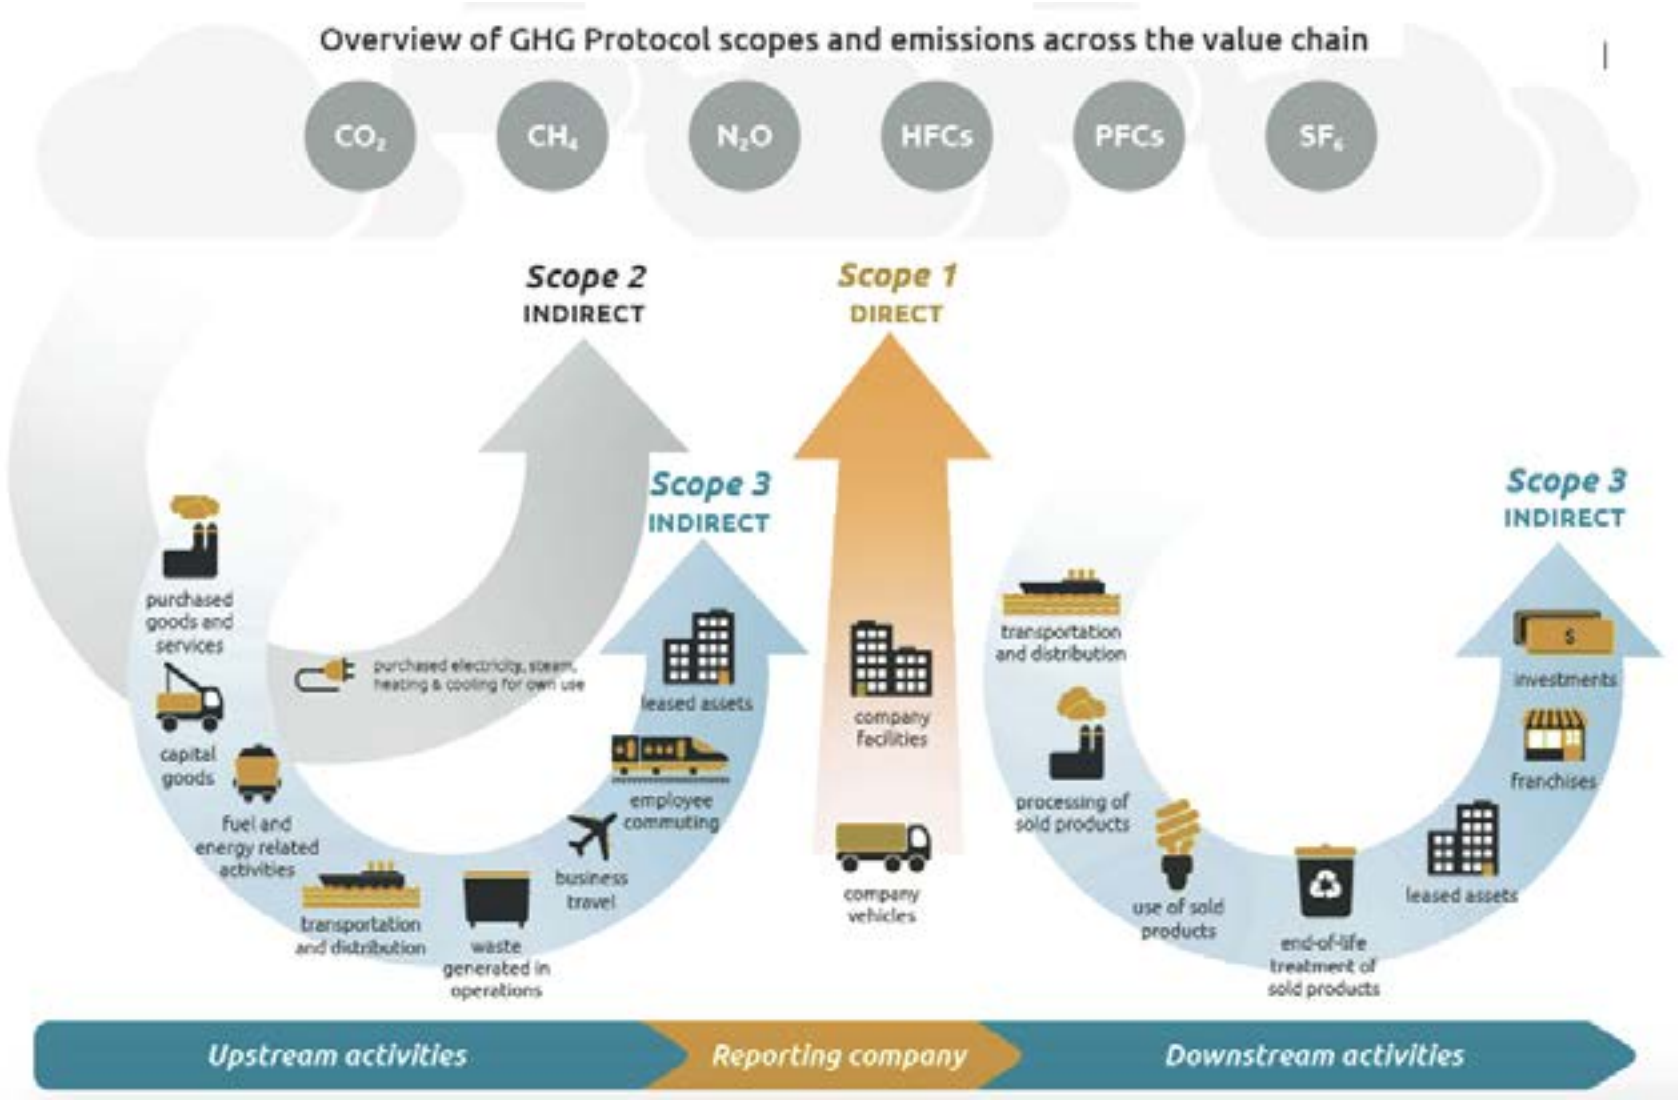 Overview of GHG Protocol scopes and emissions across the value chain
CO₂
CH₄
N₂O
HFCs
PFCs
SF₆
Scope 2
INDIRECT
Scope 1
DIRECT
Scope 3
INDIRECT
Scope 3
INDIRECT
purchased
goods and
services
capital
goods
fuel and
energy related
activities
purchased electricity, steam,
heating & cooling for own use
transportation
and distribution
waste
generated in
operations
business
travel
employee
commuting
leased assets
company
facilities
company
vehicles
transportation
and distribution
processing of
sold products
use of sold
products
end-of-life
treatment of
sold products
leased assets
franchises
$
investments
Upstream activities
Reporting company
Downstream activities